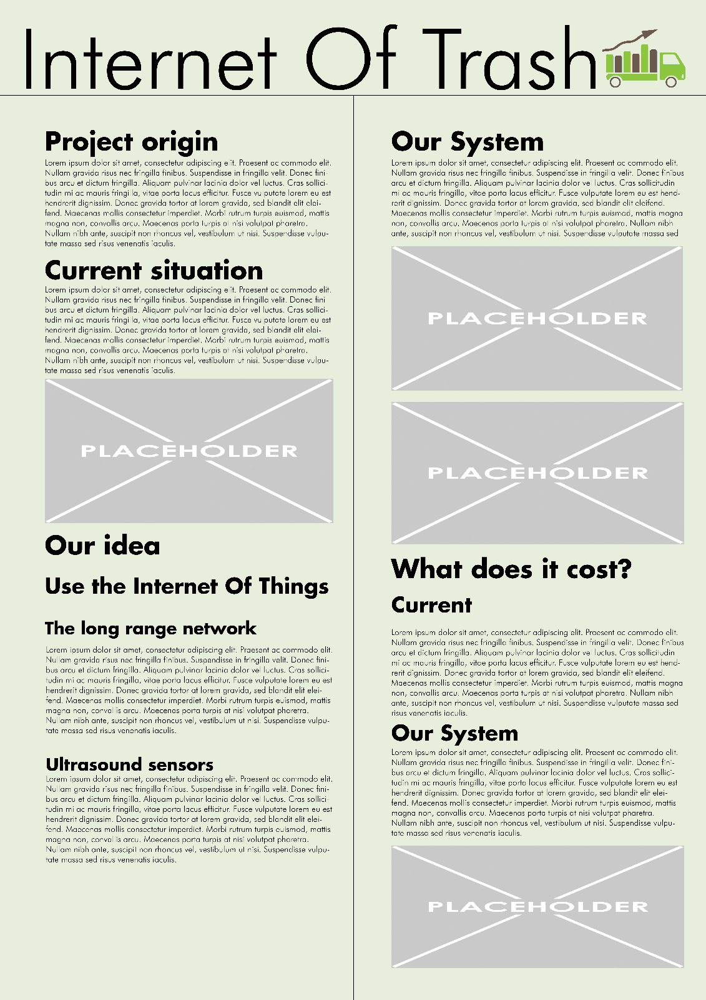 Internet Of Trash
Project origin
Lorem ipsum dolor sit amet, consectetur adipiscing elit. Praesent ac commodo elit.
Nullam gravida risus nec fringilla finibus. Suspendisse in fringilla velit. Donec fini-
bus arcu et dictum fringilla. Aliquam pulvinar lacinia dolor vel luctus. Cras sollici-
tudin mi ac mauris fringilla, vitae porta lacus efficitur. Fusce vulputate lorem eu est
hendrerit dignissim. Donec gravida tortor at lorem gravida, sed blandit elit elei-
fend. Maecenas mollis consectetur imperdiet. Morbi rutrum turpis euismod, mattis
magna non, convallis arcu. Maecenas porta turpis at nisi volutpat pharetra.
Nullam nibh ante, suscipit non rhoncus vel, vestibulum ut nisi. Suspendisse vulpu-
tate massa sed risus venenatis iaculis.
Current situation
Lorem ipsum dolor sit amet, consectetur adipiscing elit. Praesent ac commodo elit.
Nullam gravida risus nec fringilla finibus. Suspendisse in fringilla velit. Donec fini
bus arcu et dictum fringilla. Aliquam pulvinar lacinia dolor vel luctus. Cras sollici-
tudin mi ac mauris fringilla, vitae porta lacus efficitur. Fusce vulputate lorem eu est
hendrerit dignissim. Donec gravida tortor at lorem gravida, sed blandit elit elei-
fend. Maecenas mollis consectetur imperdiet. Morbi rutrum turpis euismod, mattis
magna non, convallis arcu. Maecenas porta turpis at nisi volutpat pharetra.
Nullam nibh ante, suscipit non rhoncus vel, vestibulum ut nisi. Suspendisse vulpu-
tate massa sed risus venenatis iaculis.
PLACEHOLDER
Our idea
Use the Internet Of Things
The long range network
Lorem ipsum dolor sit amet, consectetur adipiscing elit. Praesent ac commodo elit.
Nullam gravida risus nec fringilla finibus. Suspendisse in fringilla velit. Donec fini-
bus arcu et dictum fringilla. Aliquam pulvinar lacinia dolor vel luctus. Cras sollici-
tudin mi ac mauris fringilla, vitae porta lacus efficitur. Fusce vulputate lorem eu est
hendrerit dignissim. Donec gravida tortor at lorem gravida, sed blandit elit elei-
fend. Maecenas mollis consectetur imperdiet. Morbi rutrum turpis euismod, mattis
magna non, convallis arcu. Maecenas porta turpis at nisi volutpat pharetra.
Nullam nibh ante, suscipit non rhoncus vel, vestibulum ut nisi. Suspendisse vulpu-
tate massa sed risus venenatis iaculis.
Ultrasound sensors
Lorem ipsum dolor sit amet, consectetur adipiscing elit. Praesent ac commodo elit.
Nullam gravida risus nec fringilla finibus. Suspendisse in fringilla velit. Donec fini-
bus arcu et dictum fringilla. Aliquam pulvinar lacinia dolor vel luctus. Cras sollici-
tudin mi ac mauris fringilla, vitae porta lacus efficitur. Fusce vulputate lorem eu est
hendrerit dignissim. Donec gravida tortor at lorem gravida, sed blandit elit elei-
fend. Maecenas mollis consectetur imperdiet. Morbi rutrum turpis euismod, mattis
magna non, convallis arcu. Maecenas porta turpis at nisi volutpat pharetra.
Nullam nibh ante, suscipit non rhoncus vel, vestibulum ut nisi. Suspendisse vulpu-
tate massa sed risus venenatis iaculis.
Our System
Lorem ipsum dolor sit amet, consectetur adipiscing elit. Praesent ac commodo elit.
Nullam gravida risus nec fringilla finibus. Suspendisse in fringilla velit. Donec finibus
arcu et dictum fringilla. Aliquam pulvinar lacinia dolor vel luctus. Cras sollicitudin
mi ac mauris fringilla, vitae porta lacus efficitur. Fusce vulputate lorem eu est hend-
rerit dignissim. Donec gravida tortor at lorem gravida, sed blandit elit eleifend.
Maecenas mollis consectetur imperdiet. Morbi rutrum turpis euismod, mattis magna
non, convallis arcu. Maecenas porta turpis at nisi volutpat pharetra. Nullam nibh
ante, suscipit non rhoncus vel, vestibulum ut nisi. Suspendisse vulputate massa sed
PLACEHOLDER
PLACEHOLDER
What does it cost?
Current
Lorem ipsum dolor sit amet, consectetur adipiscing elit. Praesent ac commodo elit.
Nullam gravida risus nec fringilla finibus. Suspendisse in fringilla velit. Donec finibus
arcu et dictum fringilla. Aliquam pulvinar lacinia dolor vel luctus. Cras sollicitudin
mi ac mauris fringilla, vitae porta lacus efficitur. Fusce vulputate lorem eu est hend-
rerit dignissim. Donec gravida tortor at lorem gravida, sed blandit elit eleifend.
Maecenas mollis consectetur imperdiet. Morbi rutrum turpis euismod, mattis magna
non, convallis arcu. Maecenas porta turpis at nisi volutpat pharetra. Nullam nibh
ante, suscipit non rhoncus vel, vestibulum ut nisi. Suspendisse vulputate massa sed
risus venenatis iaculis.
Our System
Lorem ipsum dolor sit amet, consectetur adipiscing elit. Praesent ac commodo elit.
Nullam gravida risus nec fringilla finibus. Suspendisse in fringilla velit. Donec fini-
bus arcu et dictum fringilla. Aliquam pulvinar lacinia dolor vel luctus. Cras sollici-
tudin mi ac mauris fringilla, vitae porta lacus efficitur. Fusce vulputate lorem eu est
hendrerit dignissim. Donec gravida tortor at lorem gravida, sed blandit elit elei-
fend. Maecenas mollis consectetur imperdiet. Morbi rutrum turpis euismod, mattis
magna non, convallis arcu. Maecenas porta turpis at nisi volutpat pharetra.
Nullam nibh ante, suscipit non rhoncus vel, vestibulum ut nisi. Suspendisse vulpu-
tate massa sed risus venenatis iaculis.
PLACEHOLDER